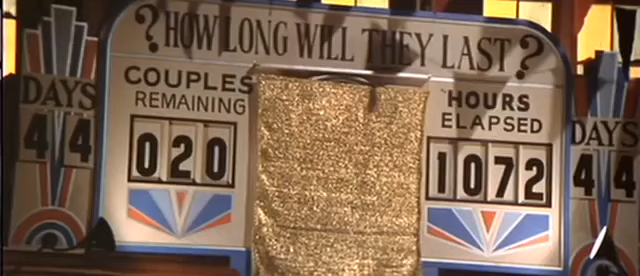 ?HOW LONG WILL THEY LAST?
DAYS
44
COUPLES
REMAINING
020
HOURS
ELAPSED
1072
DAYS
44